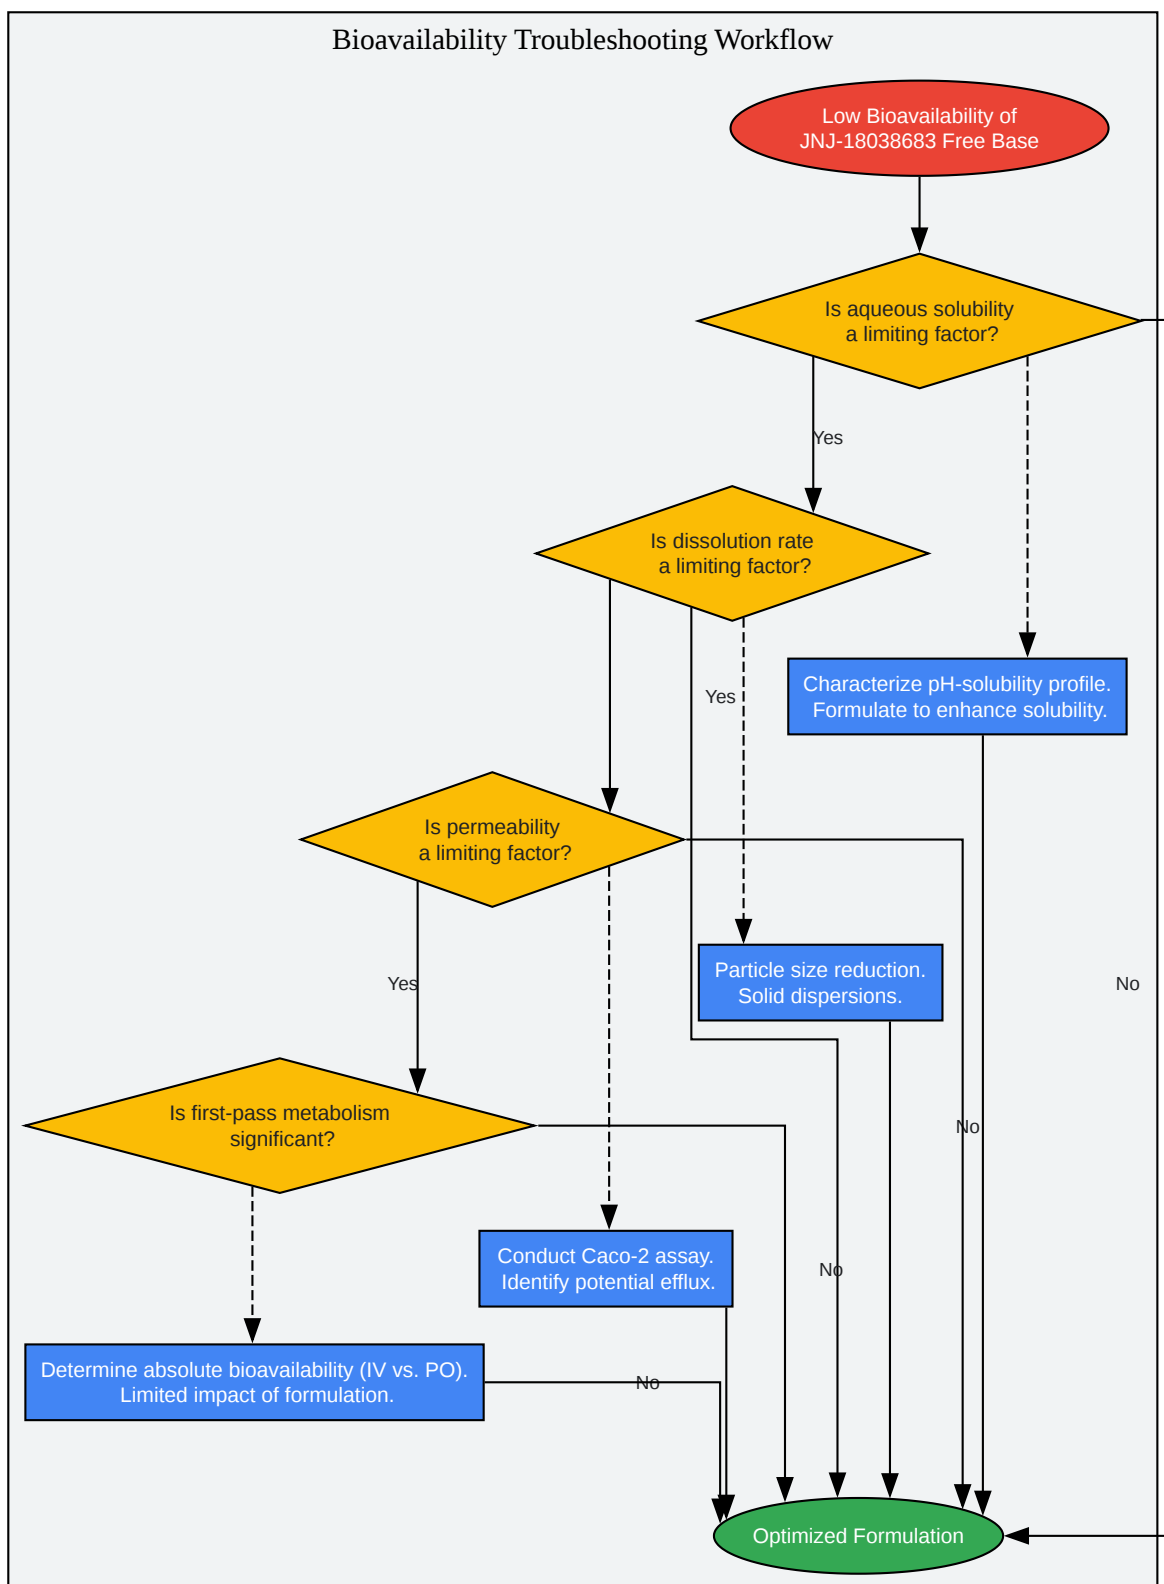 Bioavailability Troubleshooting Workflow
Low Bioavailability of
JNJ-18038683 Free Base
Is aqueous solubility
a limiting factor?
Yes
Is dissolution rate
a limiting factor?
Yes
Characterize pH-solubility profile.
Formulate to enhance solubility.
Is permeability
a limiting factor?
Yes
Particle size reduction.
Solid dispersions.
No
Is first-pass metabolism
significant?
No
Conduct Caco-2 assay.
Identify potential efflux.
No
Determine absolute bioavailability (IV vs. PO).
Limited impact of formulation.
No
Optimized Formulation